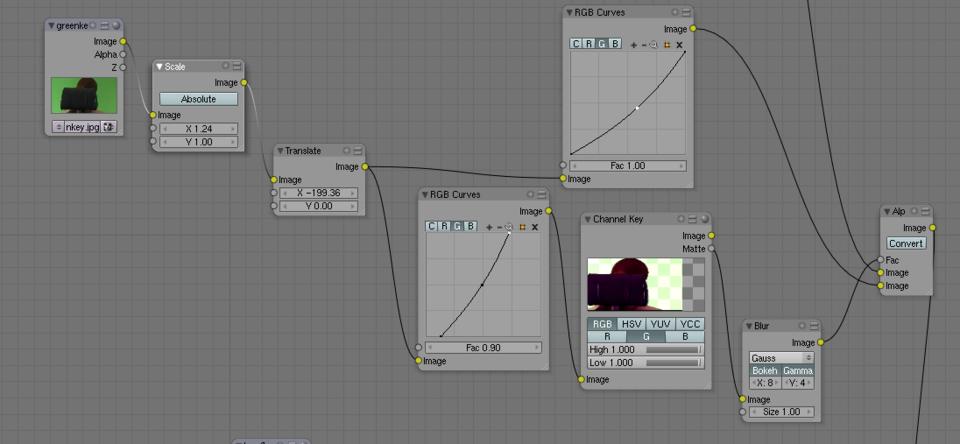 greenke
Image
Alpha
Z
nkey.jpg
Scale
Image
Absolute
Image
X 1.24
Y 1.00
Translate
Image
Image
X -199.36
Y 0.00
RGB Curves
Image
C R G B
Fac 0.90
Image
RGB Curves
Image
C R G B
Fac 1.00
Image
Channel Key
Image
Matte
RGB HSV YUV YCC
R G B
High 1.000
Low 1.000
Image
Blur
Image
Gauss
Bokeh Gamma
X: 8 Y: 4
Image
Size 1.00
Alp
Image
Convert
Fac
Image
Image